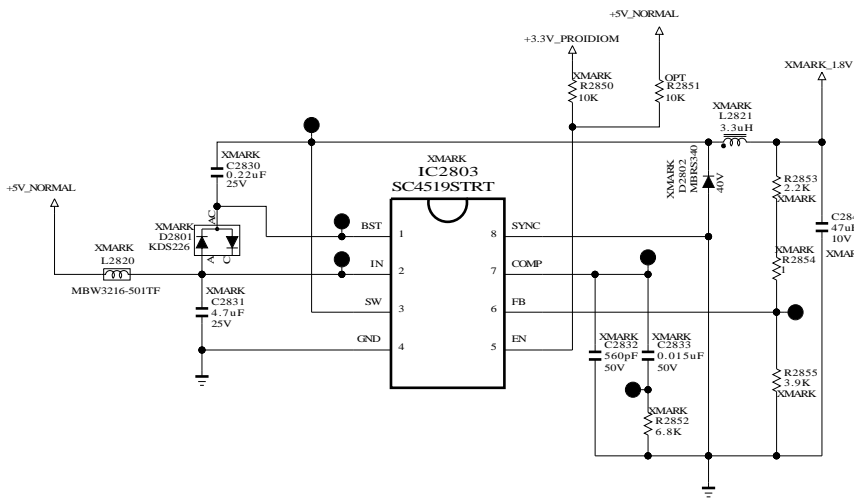 +5V_NORMAL
+3.3V_PROIDIOM
XMARK
R2850
10K
OPT
R2851
10K
XMARK_1.8V
XMARK
L2821
3.3uH
XMARK
C2830
0.22uF
25V
XMARK
IC2803
SC4519STRT
XMARK
D2802
MBRS340
40V
R2853
2.2K
XMARK
+5V_NORMAL
AC
XMARK
D2801
KDS226
A
C
BST
1
8
SYNC
C284
47uF
10V
XMARK
XMARK
L2820
MBW3216-501TF
IN
2
7
COMP
XMARK
R2854
1
XMARK
C2831
4.7uF
25V
SW
3
6
FB
GND
4
5
EN
XMARK
C2832
560pF
50V
XMARK
C2833
0.015uF
50V
R2855
3.9K
XMARK
XMARK
R2852
6.8K